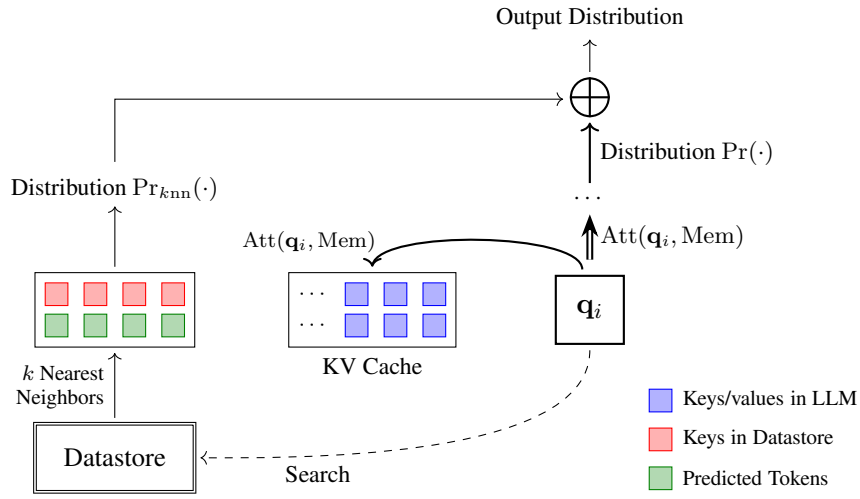 Output Distribution
Distribution Pr(·)
Distribution Pr_knn(·)
···
Att(q_i, Mem)
Att(q_i, Mem)
···
···
q_i
KV Cache
k Nearest
Neighbors
Datastore
Search
Keys/values in LLM
Keys in Datastore
Predicted Tokens